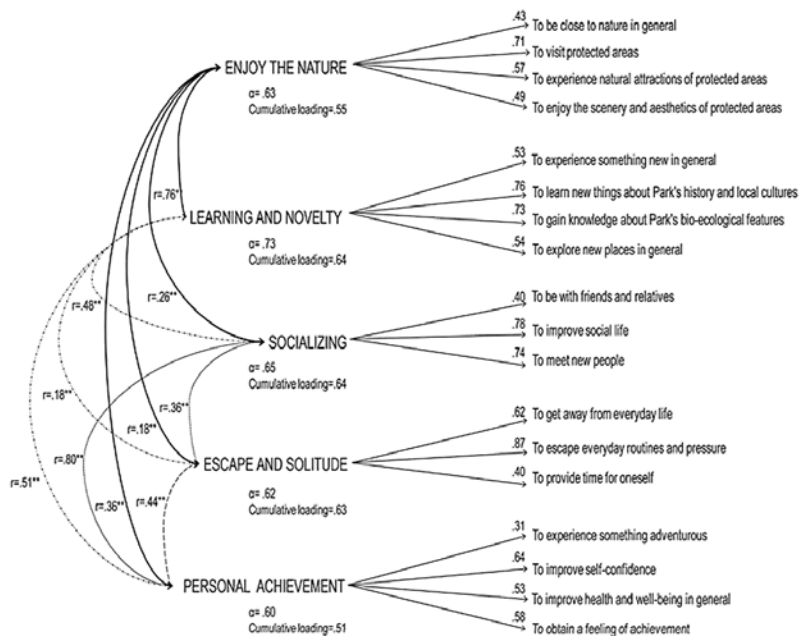 .43 To be close to nature in general
.71 To visit protected areas
ENJOY THE NATURE
.57 To experience natural attractions of protected areas
α= .63
.49 To enjoy the scenery and aesthetics of protected areas
Cumulative loading=.55
.53 To experience something new in general
r=.76*
.76 To learn new things about Park's history and local cultures
LEARNING AND NOVELTY
.73 To gain knowledge about Park's bio-ecological features
α= .73
.54 To explore new places in general
Cumulative loading=.64
r=.48**
r=.26**
.40 To be with friends and relatives
SOCIALIZING
.78 To improve social life
α= .65
.74 To meet new people
Cumulative loading=.64
r=.18**
r=.36**
.62 To get away from everyday life
r=.18**
r=.80**
ESCAPE AND SOLITUDE
.87 To escape everyday routines and pressure
r=.51**
.40 To provide time for oneself
α= .62
r=.36**
r=.44**
Cumulative loading=.63
.31 To experience something adventurous
.64 To improve self-confidence
PERSONAL ACHIEVEMENT
.53 To improve health and well-being in general
α= .60
.58 To obtain a feeling of achievement
Cumulative loading=.51